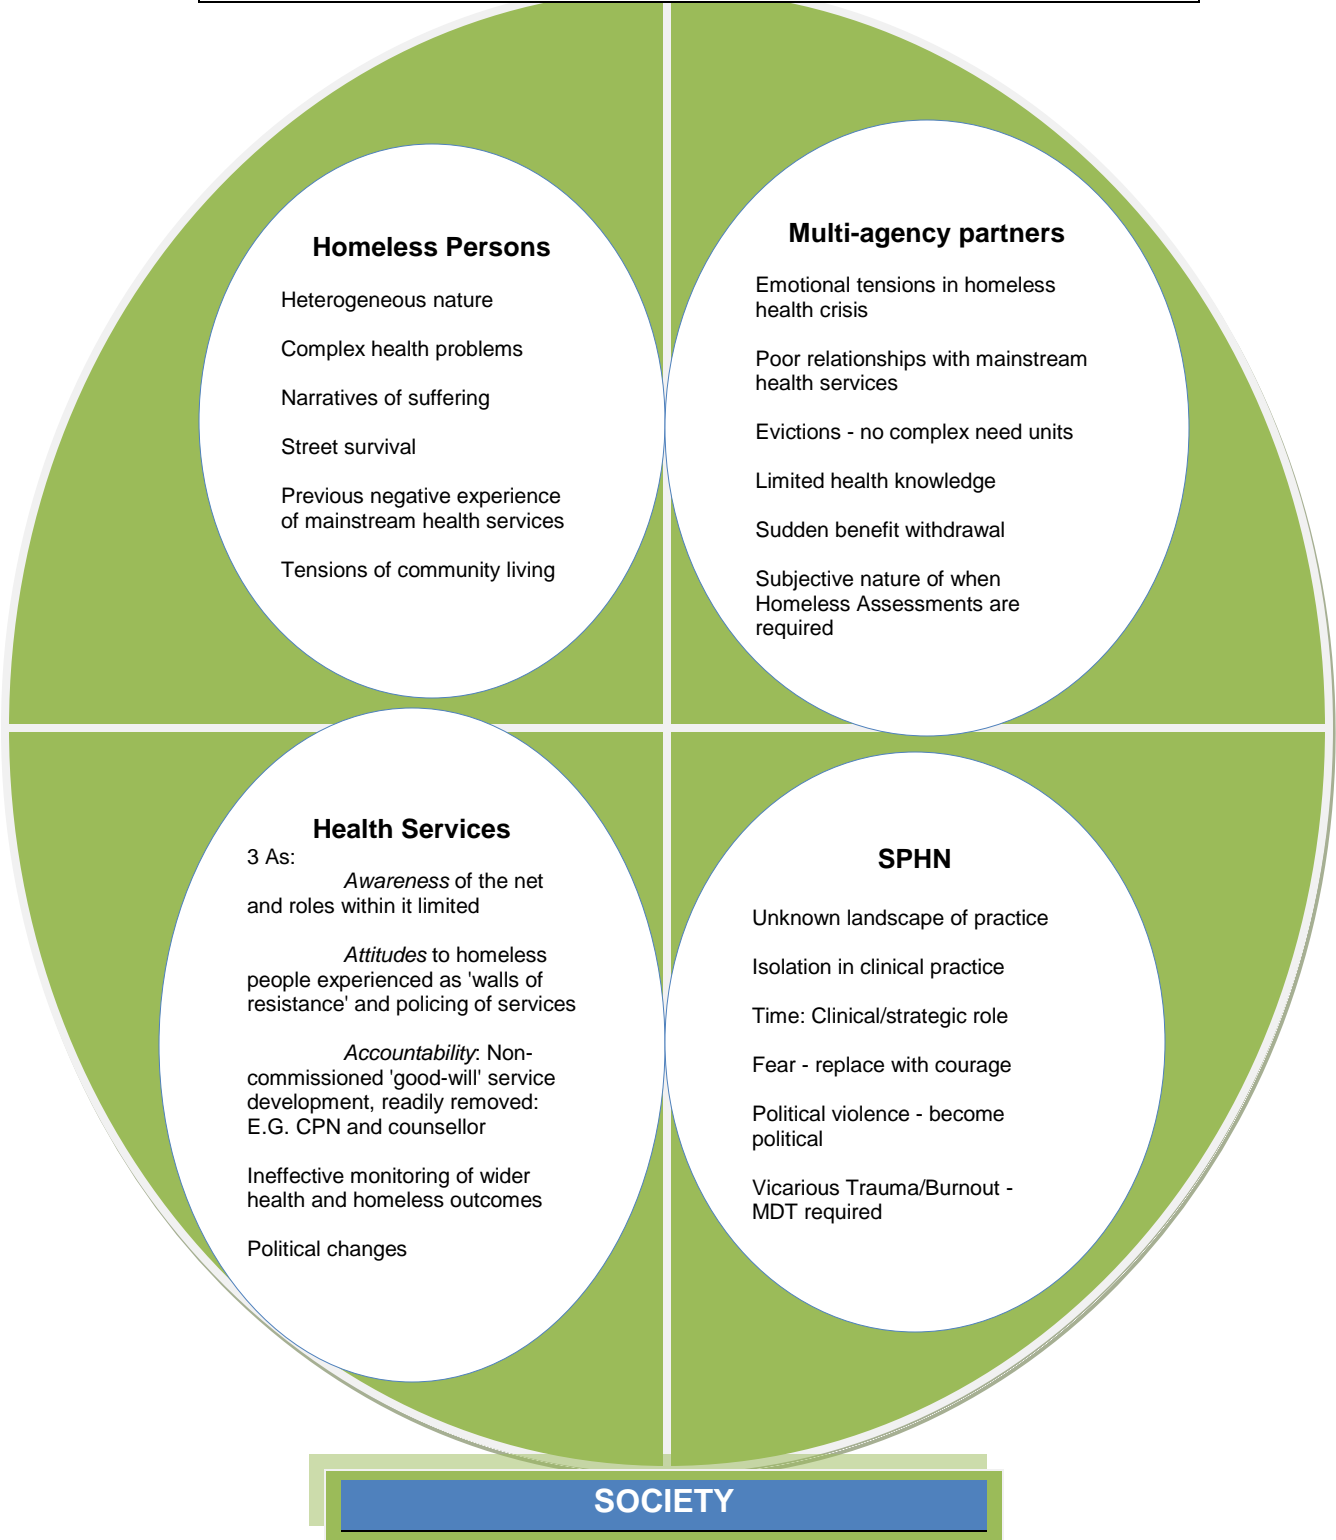 Homeless Persons
Heterogeneous nature
Complex health problems
Narratives of suffering
Street survival
Previous negative experience
of mainstream health services
Tensions of community living
Multi-agency partners
Emotional tensions in homeless
health crisis
Poor relationships with mainstream
health services
Evictions - no complex need units
Limited health knowledge
Sudden benefit withdrawal
Subjective nature of when
Homeless Assessments are
required
Health Services
3 As:
Awareness of the net
and roles within it limited
Attitudes to homeless
people experienced as 'walls of
resistance' and policing of services
Accountability: Non-
commissioned 'good-will' service
development, readily removed:
E.G. CPN and counsellor
Ineffective monitoring of wider
health and homeless outcomes
Political changes
SPHN
Unknown landscape of practice
Isolation in clinical practice
Time: Clinical/strategic role
Fear - replace with courage
Political violence - become
political
Vicarious Trauma/Burnout -
MDT required
SOCIETY